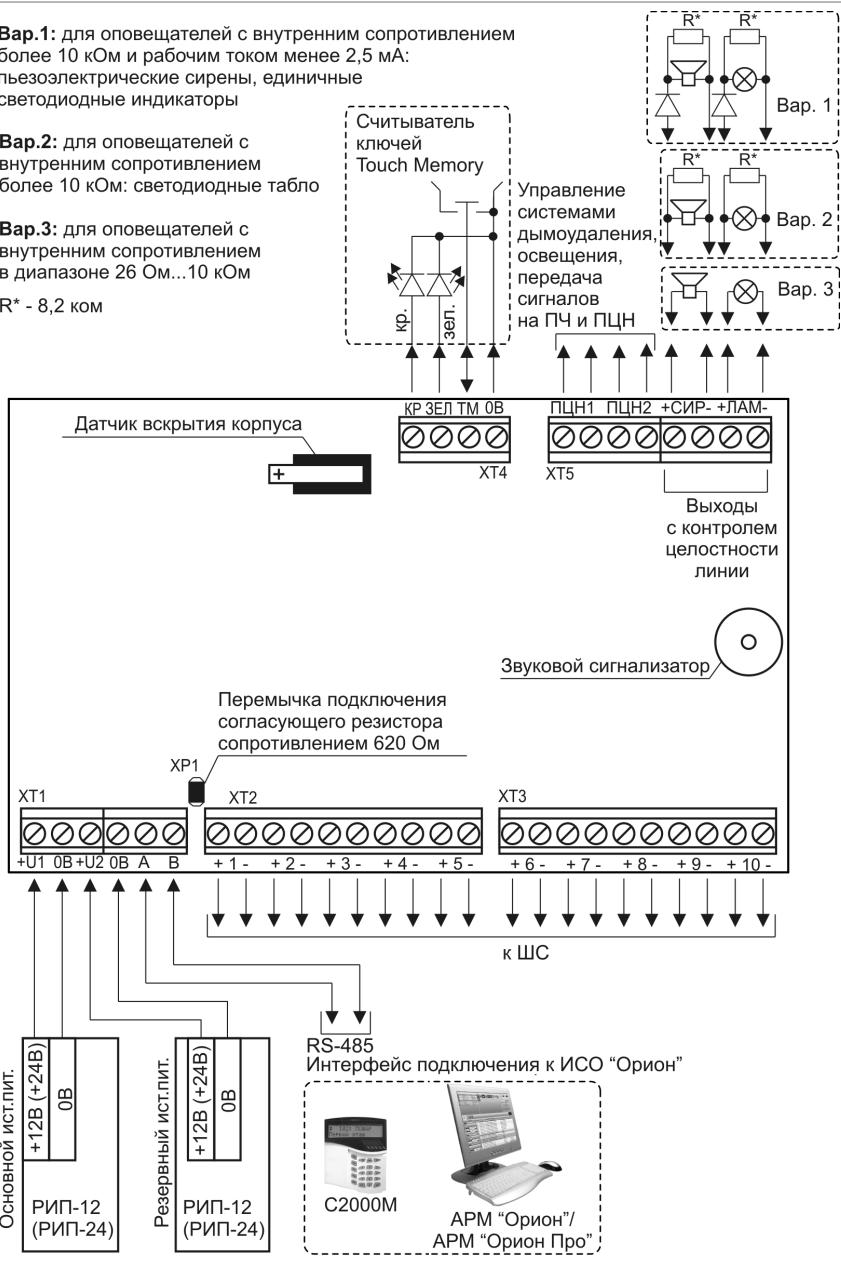 Вар.1: для оповещателей с внутренним сопротивлением
более 10 кОм и рабочим током менее 2,5 мА:
пьезоэлектрические сирены, единичные
светодиодные индикаторы
Вар.2: для оповещателей с
внутренним сопротивлением
более 10 кОм: светодиодные табло
Вар.3: для оповещателей с
внутренним сопротивлением
в диапазоне 26 Ом...10 кОм
R* - 8,2 ком
Считыватель
ключей
Touch Memory
кр.
зел.
Управление
системами
дымоудаления,
освещения,
передача
сигналов
на ПЧ и ПЦН
R* R*
Вар. 1
R* R*
Вар. 2
Вар. 3
КР ЗЕЛ ТМ 0В
XT4
ПЦН1 ПЦН2 +СИР- +ЛАМ-
XT5
Датчик вскрытия корпуса
+
Выходы
с контролем
целостности
линии
Звуковой сигнализатор
Перемычка подключения
согласующего резистора
сопротивлением 620 Ом
XP1
XT1
XT2
XT3
+U1 0В +U2 0В А В
+ 1 - + 2 - + 3 - + 4 - + 5 -
+ 6 - + 7 - + 8 - + 9 - + 10 -
к ШС
RS-485
Интерфейс подключения к ИСО “Орион”
Основной ист.пит.
+12В (+24В)
0В
РИП-12
(РИП-24)
Резервный ист.пит.
+12В (+24В)
0В
РИП-12
(РИП-24)
С2000М
АРМ “Орион”/
АРМ “Орион Про”